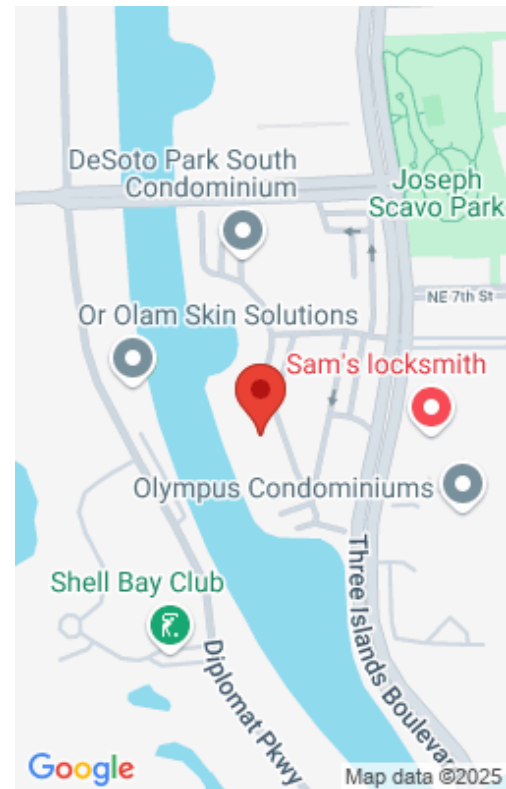 DeSoto Park South
Condominium
Joseph
Scavo Park
NE 7th St
Or Olam Skin Solutions
Sam's locksmith
Olympus Condominiums
Three Islands Boulevar
Shell Bay Club
Diplomat Pkwy
Google
Map data ©2025